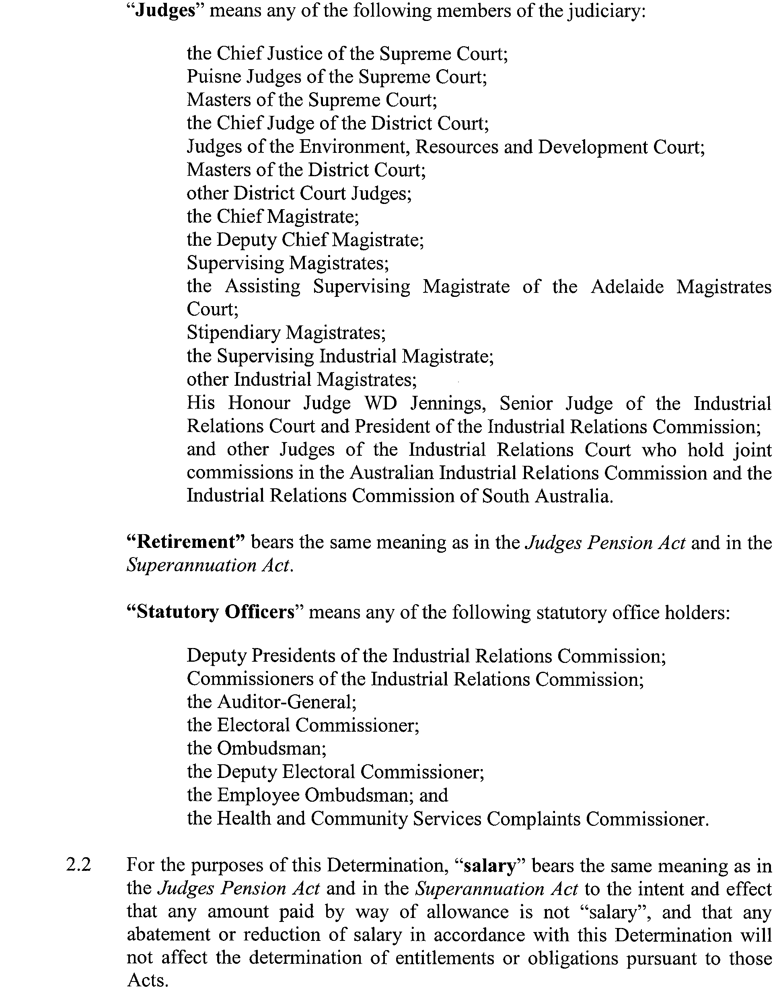 “Judges” means any of the following members of the judiciary:
the Chief Justice of the Supreme Court;
Puisne Judges of the Supreme Court;
Masters of the Supreme Court;
the Chief Judge of the District Court;
Judges of the Environment, Resources and Development Court;
Masters of the District Court;
other District Court Judges;
the Chief Magistrate;
the Deputy Chief Magistrate;
Supervising Magistrates;
the Assisting Supervising Magistrate of the Adelaide Magistrates
Court;
Stipendiary Magistrates;
the Supervising Industrial Magistrate;
other Industrial Magistrates;
His Honour Judge WD Jennings, Senior Judge of the Industrial
Relations Court and President of the Industrial Relations Commission;
and other Judges of the Industrial Relations Court who hold joint
commissions in the Australian Industrial Relations Commission and the
Industrial Relations Commission of South Australia.
“Retirement” bears the same meaning as in the Judges Pension Act and in the
Superannuation Act.
“Statutory Officers” means any of the following statutory office holders:
Deputy Presidents of the Industrial Relations Commission;
Commissioners of the Industrial Relations Commission;
the Auditor-General;
the Electoral Commissioner;
the Ombudsman;
the Deputy Electoral Commissioner;
the Employee Ombudsman; and
the Health and Community Services Complaints Commissioner.
2.2 For the purposes of this Determination, “salary” bears the same meaning as in
the Judges Pension Act and in the Superannuation Act to the intent and effect
that any amount paid by way of allowance is not “salary”, and that any
abatement or reduction of salary in accordance with this Determination will
not affect the determination of entitlements or obligations pursuant to those
Acts.